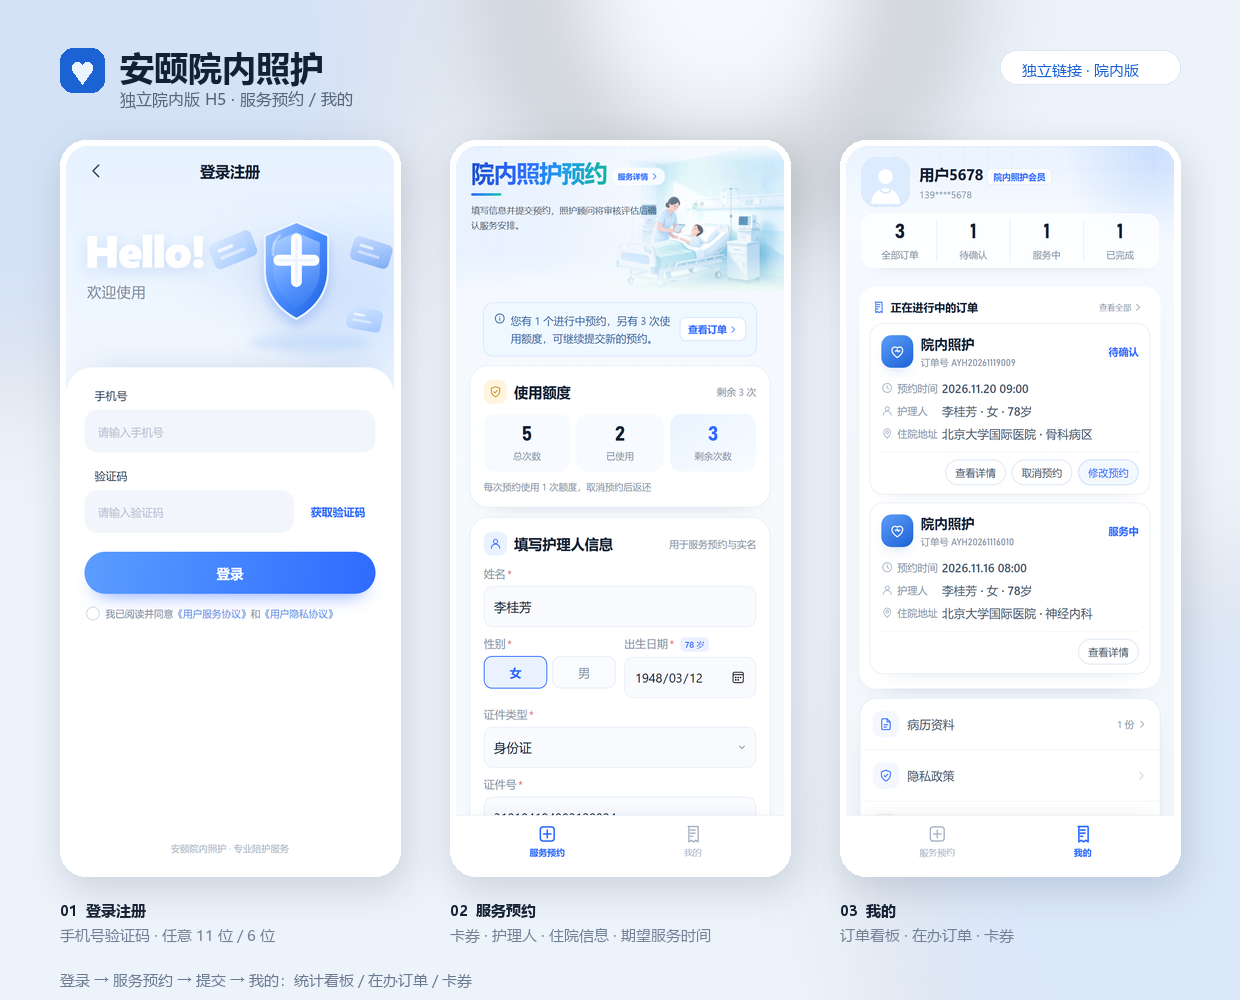 安颐院内照护
独立院内版 H5 · 服务预约 / 我的
独立链接 · 院内版
登录注册
Hello!
欢迎使用
手机号
请输入手机号
验证码
请输入验证码
获取验证码
登录
我已阅读并同意《用户服务协议》和《用户隐私协议》
安颐院内照护 · 专业陪护服务
01 登录注册
手机号验证码 · 任意 11 位 / 6 位
院内照护预约
服务详情
填写信息并提交预约，照护顾问将审核评估后确
认服务安排。
您有 1 个进行中预约，另有 3 次使
用额度，可继续提交新的预约。
查看订单
使用额度
剩余 3 次
5
总次数
2
已使用
3
剩余次数
每次预约使用 1 次额度，取消预约后返还
填写护理人信息
用于服务预约与实名
姓名*
李桂芳
性别*
女
男
出生日期*
78 岁
1948/03/12
证件类型*
身份证
证件号*
服务预约
我的
02 服务预约
卡券 · 护理人 · 住院信息 · 期望服务时间
用户5678
院内照护会员
139****5678
3
全部订单
1
待确认
1
服务中
1
已完成
正在进行中的订单
查看全部
院内照护
订单号 AYH20261119009
待确认
预约时间 2026.11.20 09:00
护理人 李桂芳 · 女 · 78岁
住院地址 北京大学国际医院 · 骨科病区
查看详情
取消预约
修改预约
院内照护
订单号 AYH20261116010
服务中
预约时间 2026.11.16 08:00
护理人 李桂芳 · 女 · 78岁
住院地址 北京大学国际医院 · 神经内科
查看详情
病历资料
1 份
隐私政策
服务预约
我的
03 我的
订单看板 · 在办订单 · 卡券
登录 → 服务预约 → 提交 → 我的：统计看板 / 在办订单 / 卡券